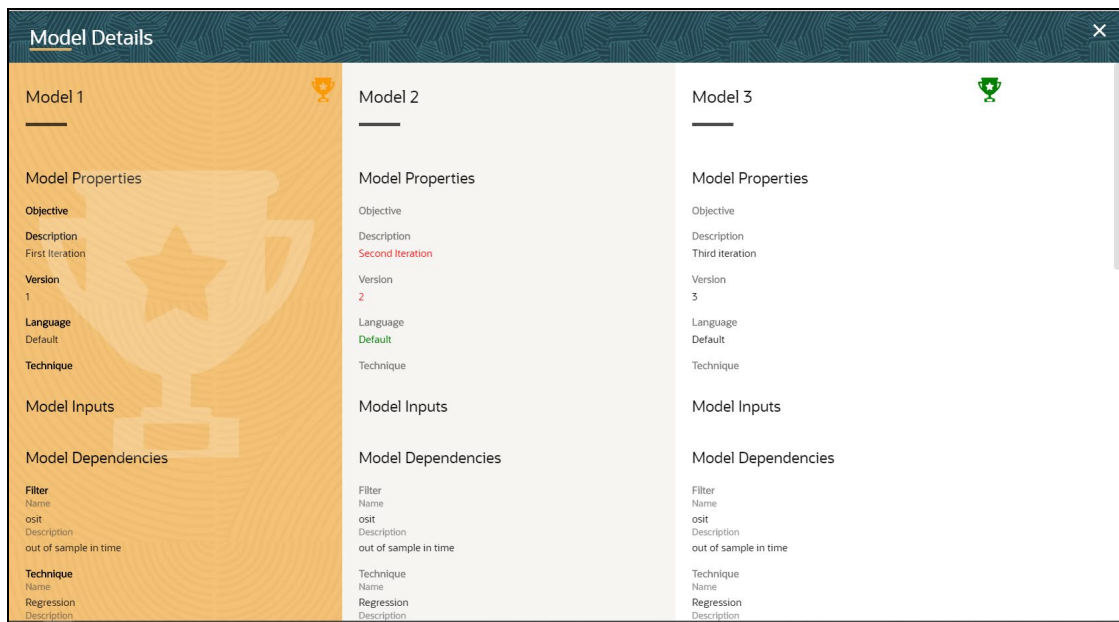 Model Details
Model 1
Model Properties
Objective
Description
First Iteration
Version
1
Language
Default
Technique
Model Inputs
Model Dependencies
Filter
Name
osit
Description
out of sample in time
Technique
Name
Regression
Description
Model 2
Model Properties
Objective
Description
Second Iteration
Version
2
Language
Default
Technique
Model Inputs
Model Dependencies
Filter
Name
osit
Description
out of sample in time
Technique
Name
Regression
Description
Model 3
Model Properties
Objective
Description
Third iteration
Version
3
Language
Default
Technique
Model Inputs
Model Dependencies
Filter
Name
osit
Description
out of sample in time
Technique
Name
Regression
Description